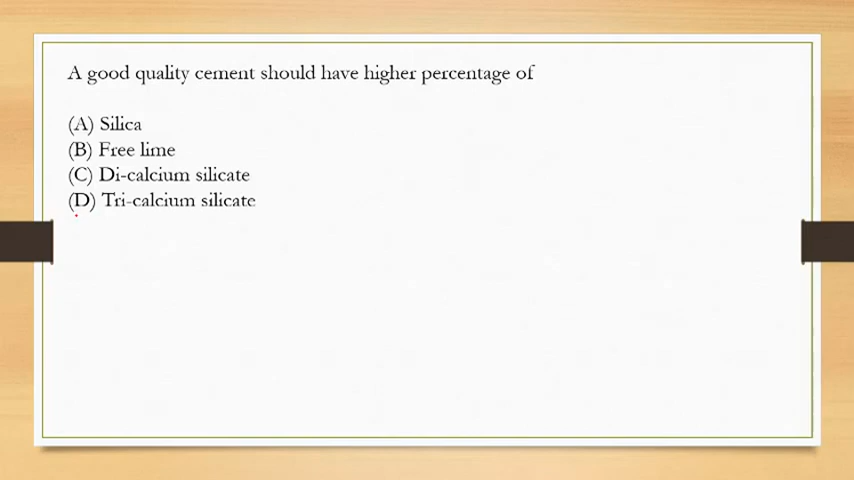 A good quality cement should have higher percentage of
(A) Silica
(B) Free lime
(C) Di-calcium silicate
(D) Tri-calcium silicate